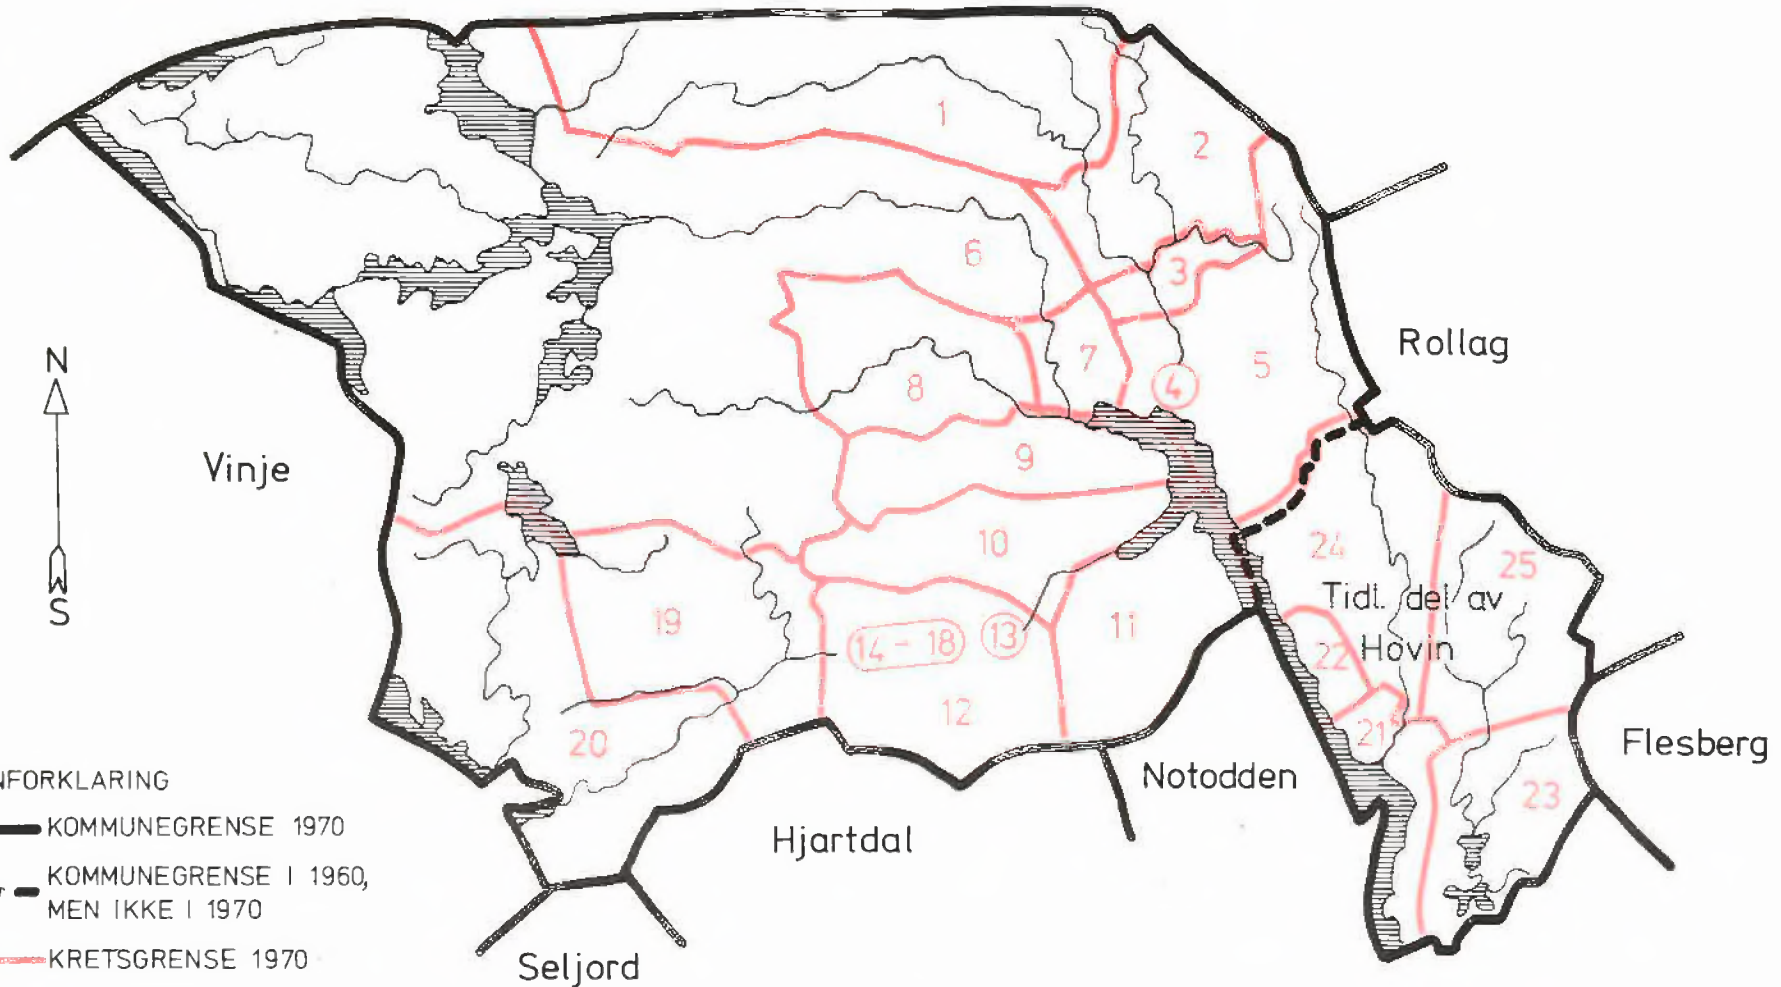 1
2
6
3
Rollag
N
7
5
8
4
Vinje
9
10
24
25
Tidl. del av
19
11
14 - 18
13
Hovin
22
S
12
20
21
Flesberg
Notodden
NFORKLARING
23
KOMMUNEGRENSE 1970
Hjartdal
KOMMUNEGRENSE I 1960,
MEN IKKE I 1970
KRETSGRENSE 1970
Seljord